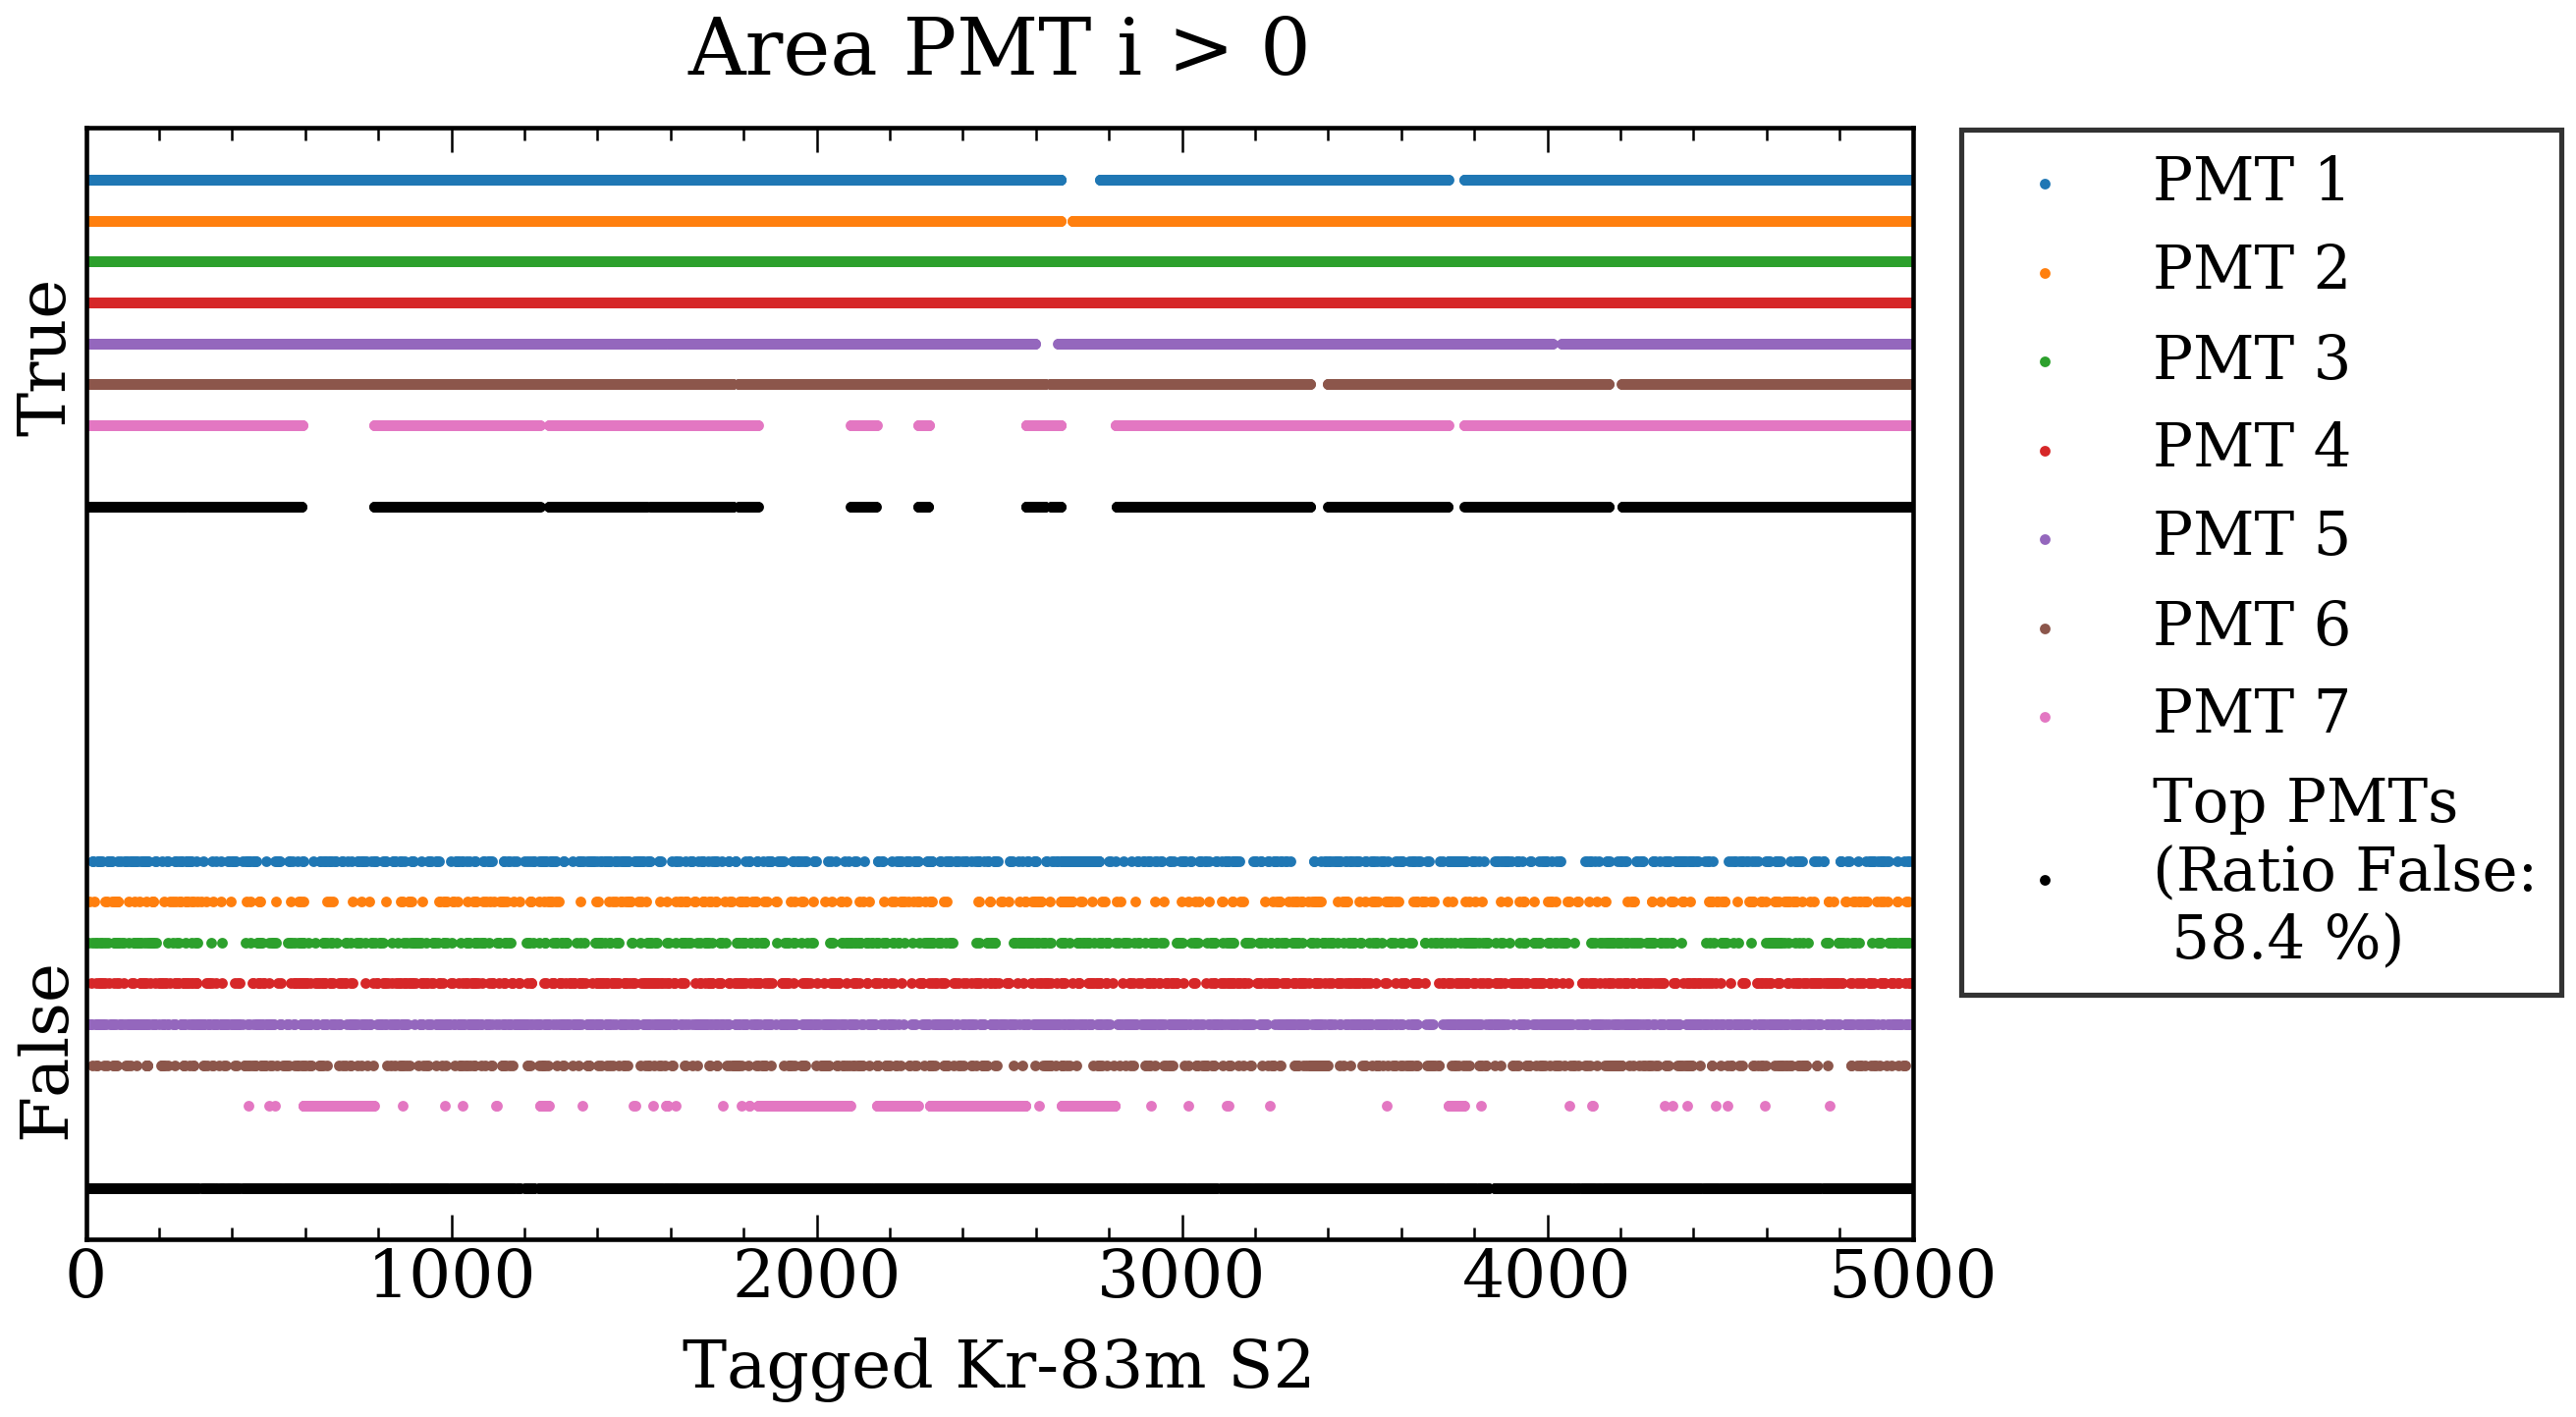 Area PMT i > 0
True
False
0 1000 2000 3000 4000 5000
Tagged Kr-83m S2
PMT 1
PMT 2
PMT 3
PMT 4
PMT 5
PMT 6
PMT 7
Top PMTs
(Ratio False:
58.4 %)